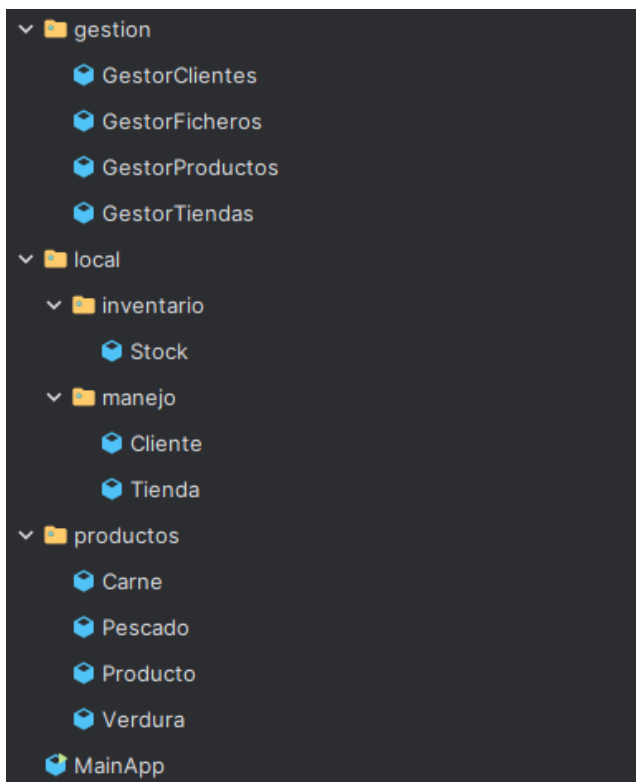 gestion
GestorClientes
GestorFicheros
GestorProductos
GestorTiendas
local
inventario
Stock
manejo
Cliente
Tienda
productos
Carne
Pescado
Producto
Verdura
MainApp